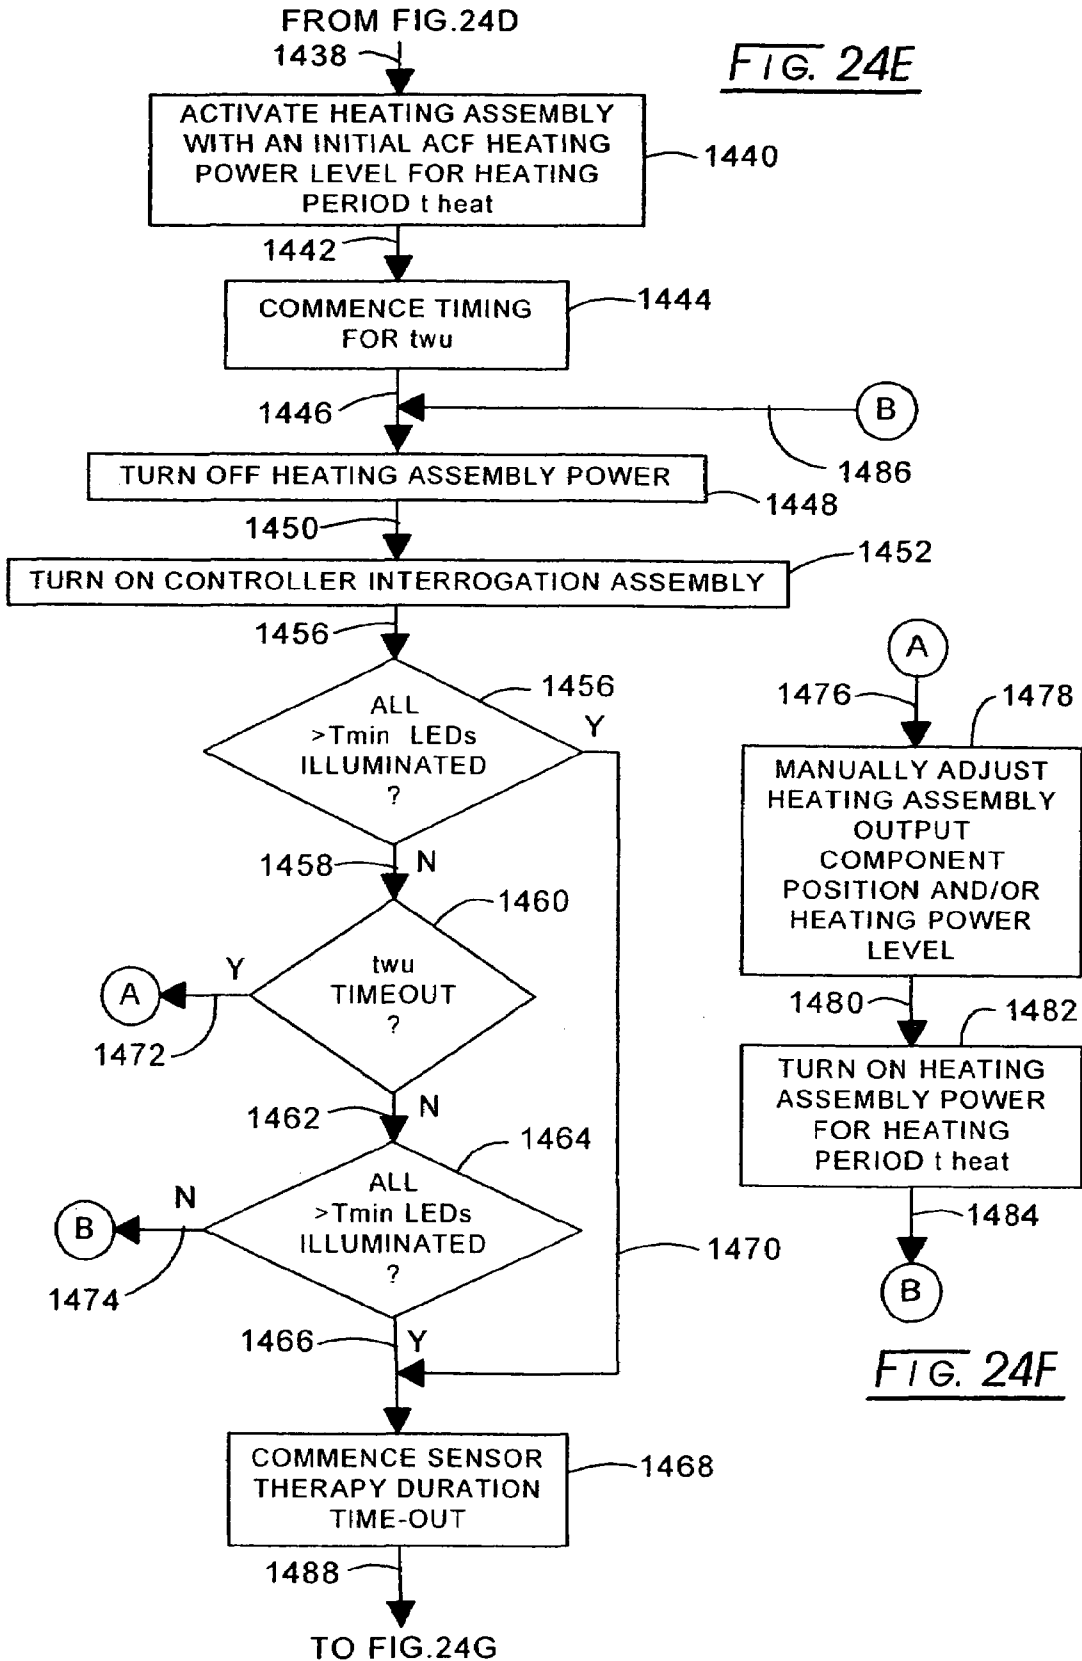 FROM FIG.24D
FIG. 24E
1438
ACTIVATE HEATING ASSEMBLY
WITH AN INITIAL ACF HEATING
POWER LEVEL FOR HEATING
PERIOD t heat
1440
1442
COMMENCE TIMING
FOR twu
1444
1446
B
1486
TURN OFF HEATING ASSEMBLY POWER
1448
1450
TURN ON CONTROLLER INTERROGATION ASSEMBLY
1452
1456
ALL
>Tmin LEDs
ILLUMINATED
?
1456
Y
1458
N
twu
TIMEOUT
?
1460
Y
A
1472
1462
N
ALL
>Tmin LEDs
ILLUMINATED
?
1464
N
B
1474
1470
1466
Y
COMMENCE SENSOR
THERAPY DURATION
TIME-OUT
1468
1488
TO FIG.24G
A
1476
1478
MANUALLY ADJUST
HEATING ASSEMBLY
OUTPUT
COMPONENT
POSITION AND/OR
HEATING POWER
LEVEL
1480
1482
TURN ON HEATING
ASSEMBLY POWER
FOR HEATING
PERIOD t heat
1484
B
FIG. 24F